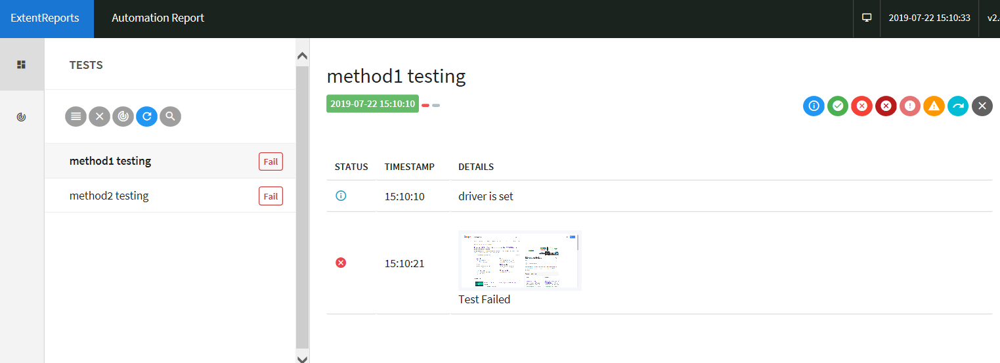 ExtentReports
Automation Report
2019-07-22 15:10:33
v2.
TESTS
method1 testing
Fail
method2 testing
Fail
method1 testing
2019-07-22 15:10:10
STATUS TIMESTAMP DETAILS
15:10:10 driver is set
15:10:21
Test Failed